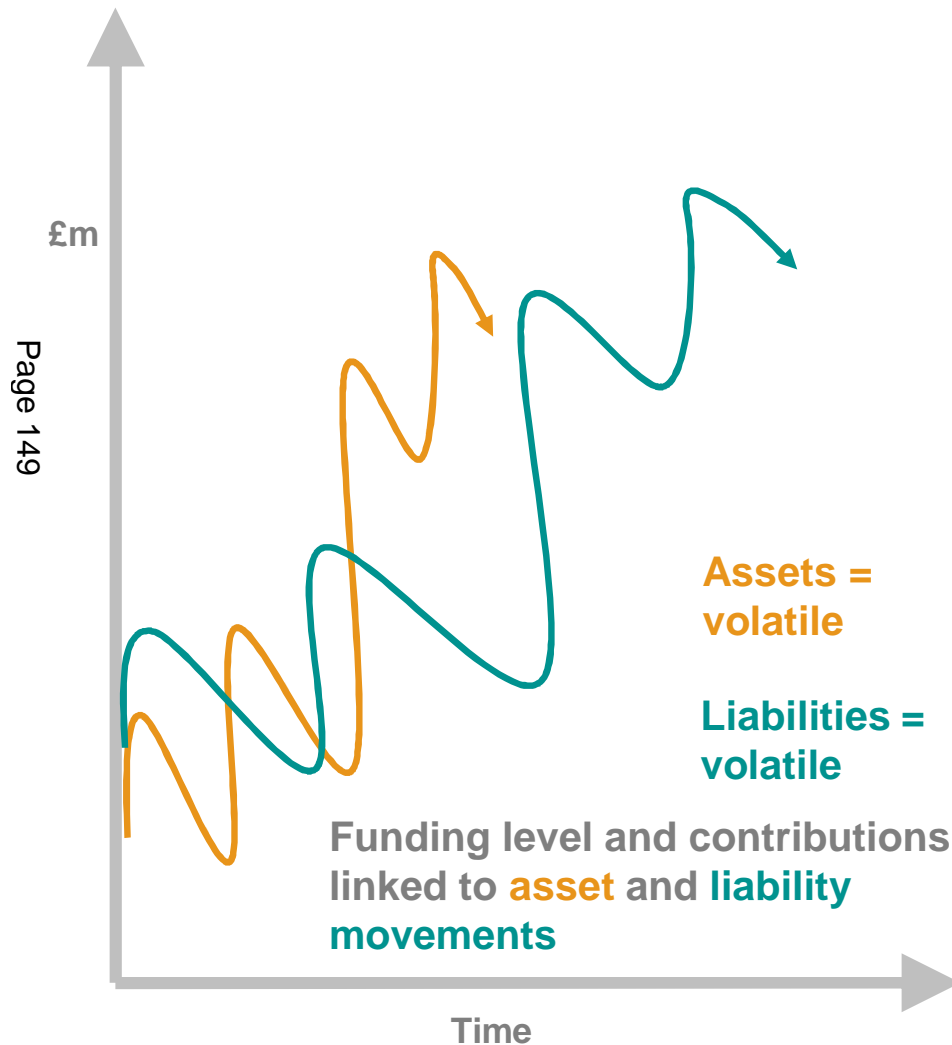 £m
Page 149
Assets =
volatile
Liabilities =
volatile
Funding level and contributions
linked to asset and liability
movements
Time